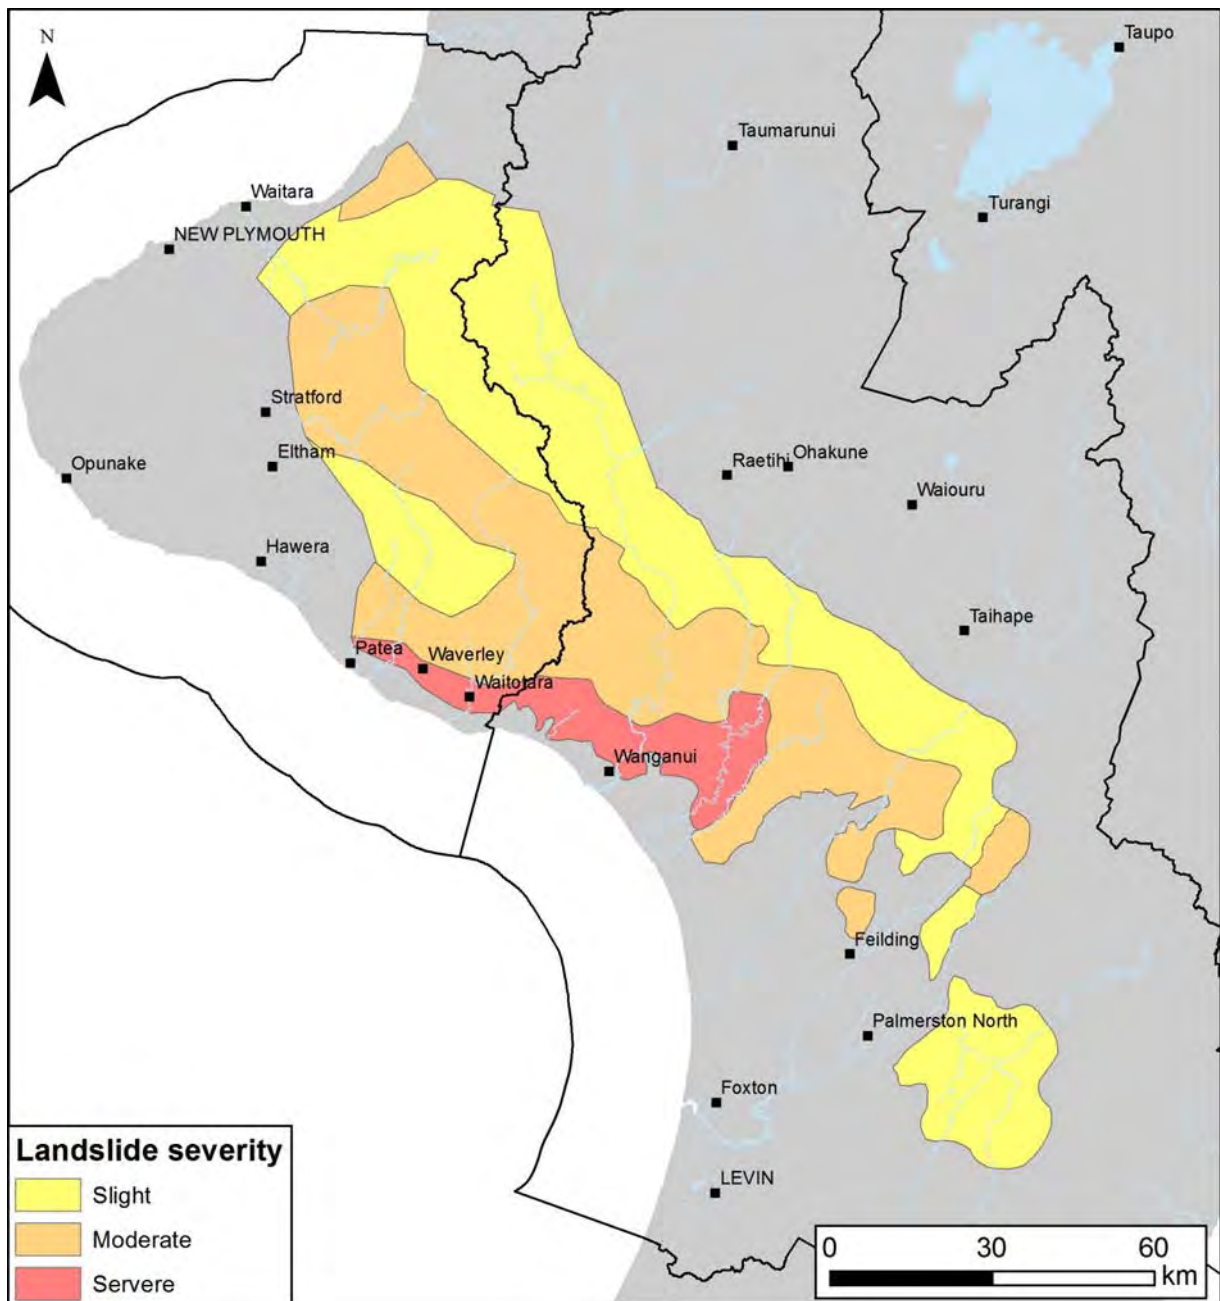 N
Taupo
Taumarunui
Waitara
Turangi
NEW PLYMOUTH
Stratford
Eltham
Opunake
Raetihi
Ohakune
Waiouru
Hawera
Taihape
Patea
Waverley
Waitotara
Wanganui
Feilding
Palmerston North
Foxton
LEVIN
Landslide severity
Slight
Moderate
Servere
0 30 60
km